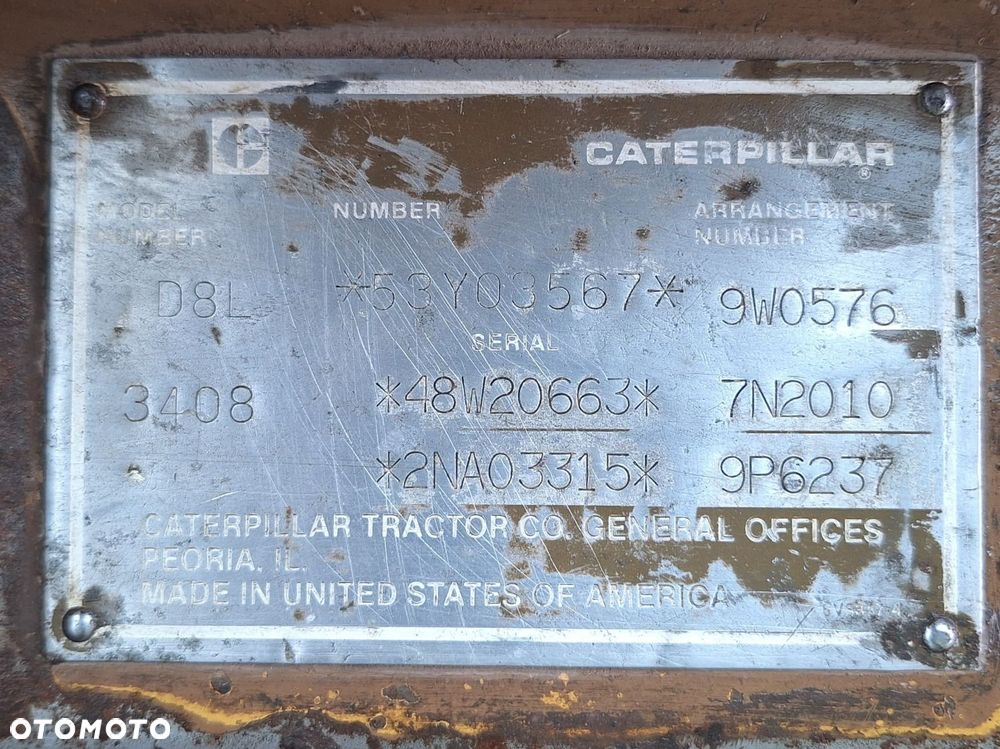 CATERPILLAR®
MODEL NUMBER ARRANGEMENT
NUMBER NUMBER
D8L *53Y03567* 9W0576
SERIAL
3408 *48W20663* 7N2010
*2NA03315* 9P6237
CATERPILLAR TRACTOR CO. GENERAL OFFICES
PEORIA, IL.
MADE IN UNITED STATES OF AMERICA
OTOMOTO